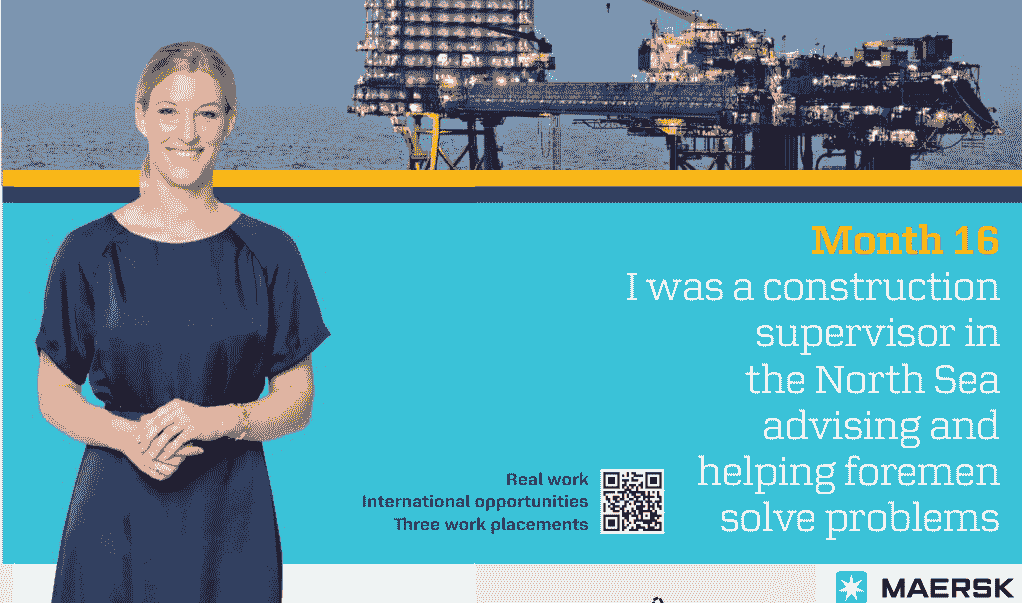 Month 16
I was a construction
supervisor in
the North Sea
advising and
helping foremen
solve problems
Real work
International opportunities
Three work placements
MAERSK